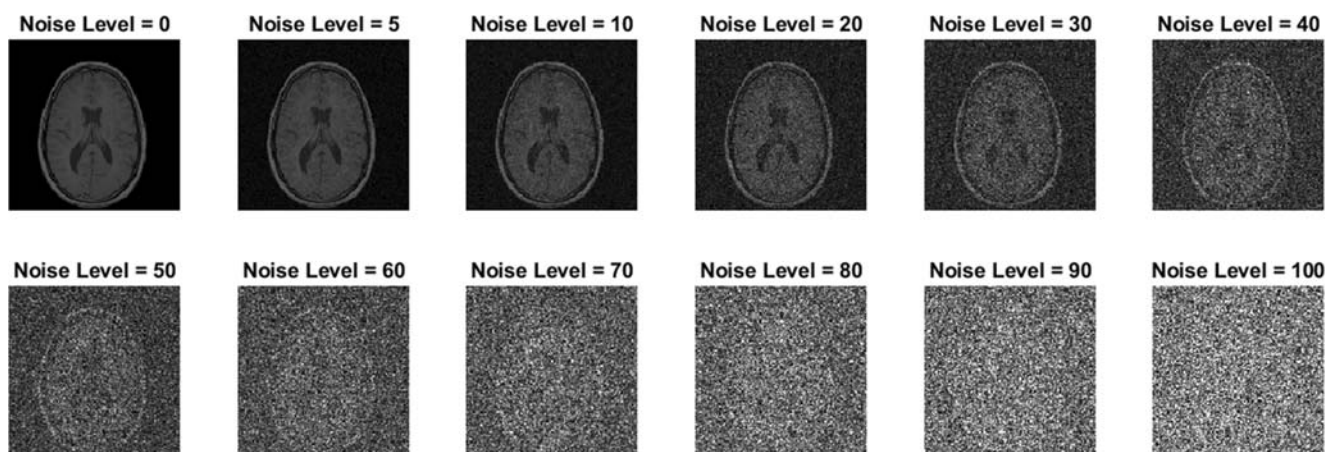 Noise Level = 0 Noise Level = 5 Noise Level = 10 Noise Level = 20 Noise Level = 30 Noise Level = 40
Noise Level = 50 Noise Level = 60 Noise Level = 70 Noise Level = 80 Noise Level = 90 Noise Level = 100